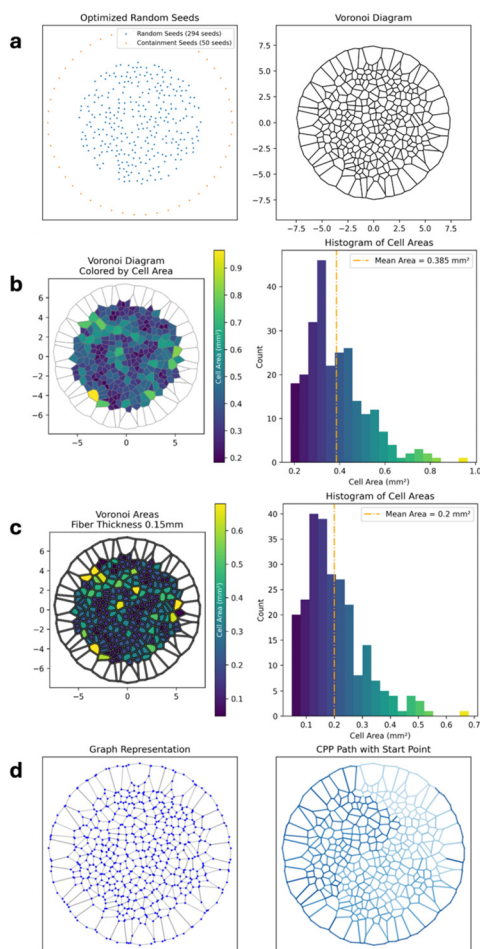 a
Optimized Random Seeds
Random Seeds (294 seeds)
Containment Seeds (50 seeds)
Voronoi Diagram
7.5
5.0
2.5
0.0
−2.5
−5.0
−7.5
−7.5 −5.0 −2.5 0.0 2.5 5.0 7.5
b
Voronoi Diagram
Colored by Cell Area
6
4
2
0
−2
−4
−6
−5 0 5
0.9
0.8
0.7
0.6
0.5
0.4
0.3
0.2
Cell Area (mm²)
Histogram of Cell Areas
Mean Area = 0.385 mm²
Count
40
30
20
10
0
0.2 0.4 0.6 0.8 1.0
Cell Area (mm²)
c
Voronoi Areas
Fiber Thickness 0.15mm
6
4
2
0
−2
−4
−6
−5 0 5
0.6
0.5
0.4
0.3
0.2
0.1
Cell Area (mm²)
Histogram of Cell Areas
Mean Area = 0.2 mm²
Count
40
35
30
25
20
15
10
5
0
0.1 0.2 0.3 0.4 0.5 0.6 0.7
Cell Area (mm²)
d
Graph Representation
CPP Path with Start Point